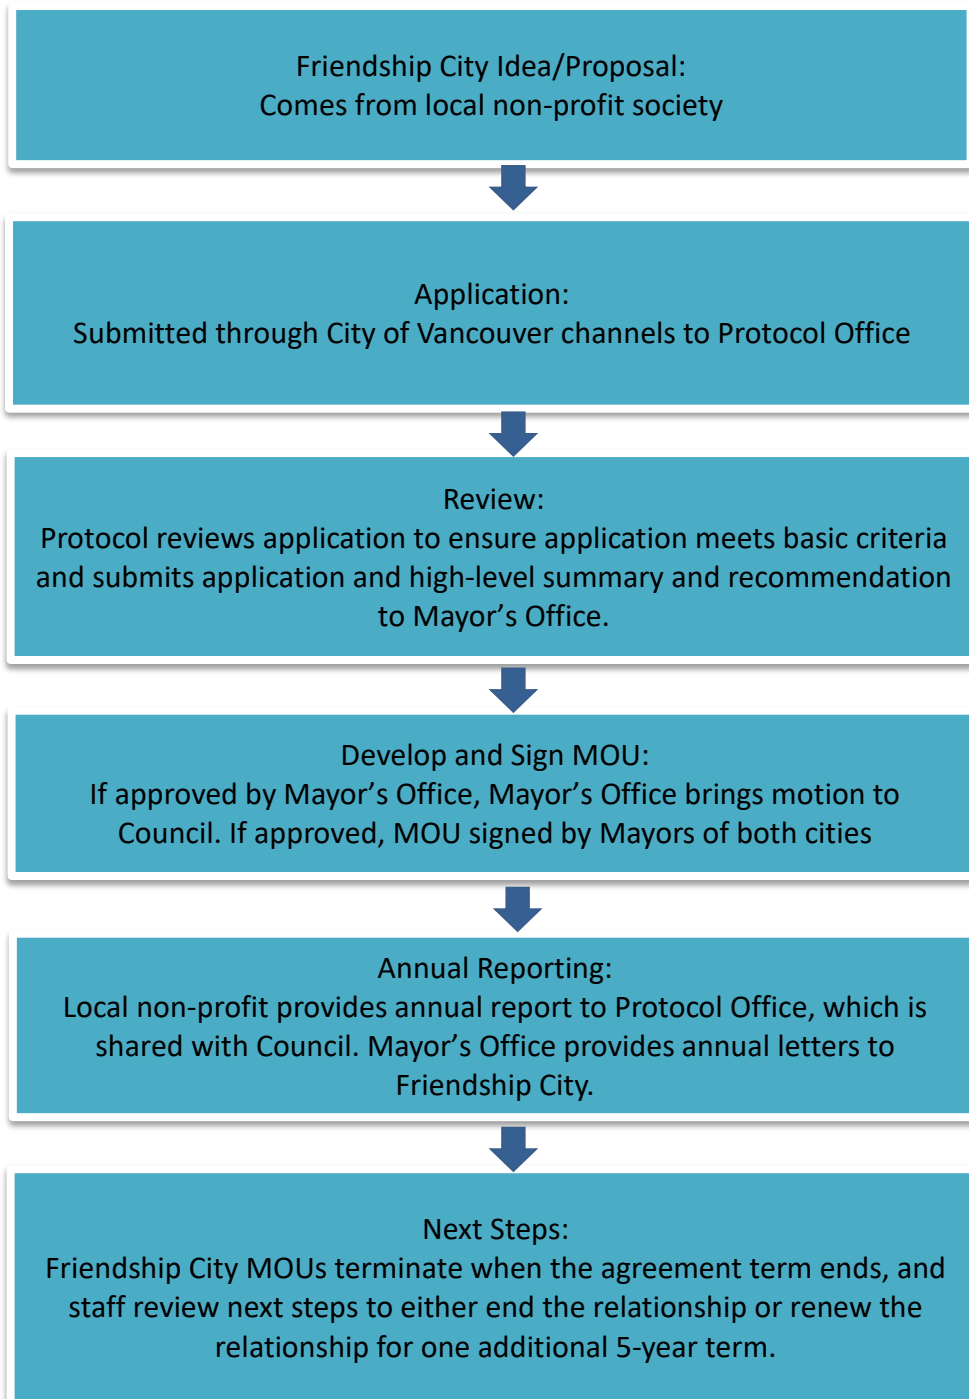 Friendship City Idea/Proposal:
Comes from local non-profit society
Application:
Submitted through City of Vancouver channels to Protocol Office
Review:
Protocol reviews application to ensure application meets basic criteria
and submits application and high-level summary and recommendation
to Mayor’s Office.
Develop and Sign MOU:
If approved by Mayor’s Office, Mayor’s Office brings motion to
Council. If approved, MOU signed by Mayors of both cities
Annual Reporting:
Local non-profit provides annual report to Protocol Office, which is
shared with Council. Mayor’s Office provides annual letters to
Friendship City.
Next Steps:
Friendship City MOUs terminate when the agreement term ends, and
staff review next steps to either end the relationship or renew the
relationship for one additional 5-year term.